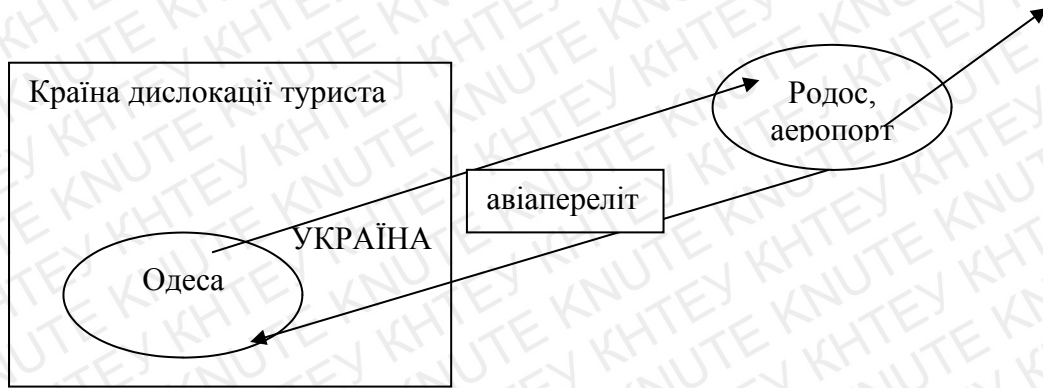 Країна дислокації туриста
Родос,
аеропорт
авіапереліт
УКРАЇНА
Одеса